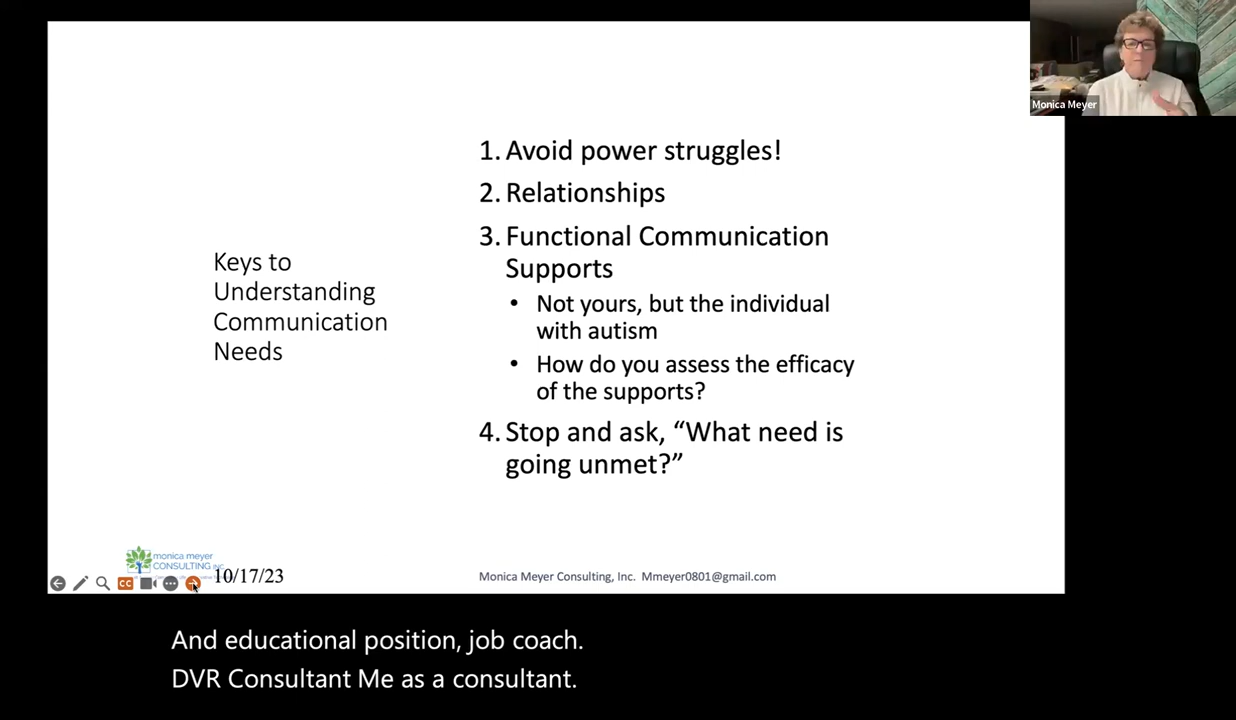 Monica Meyer
Keys to
Understanding
Communication
Needs
1. Avoid power struggles!
2. Relationships
3. Functional Communication
Supports
• Not yours, but the individual
with autism
• How do you assess the efficacy
of the supports?
4. Stop and ask, “What need is
going unmet?”
monica meyer
CONSULTING INC
CC
10/17/23
Monica Meyer Consulting, Inc. Mmeyer0801@gmail.com
And educational position, job coach.
DVR Consultant Me as a consultant.